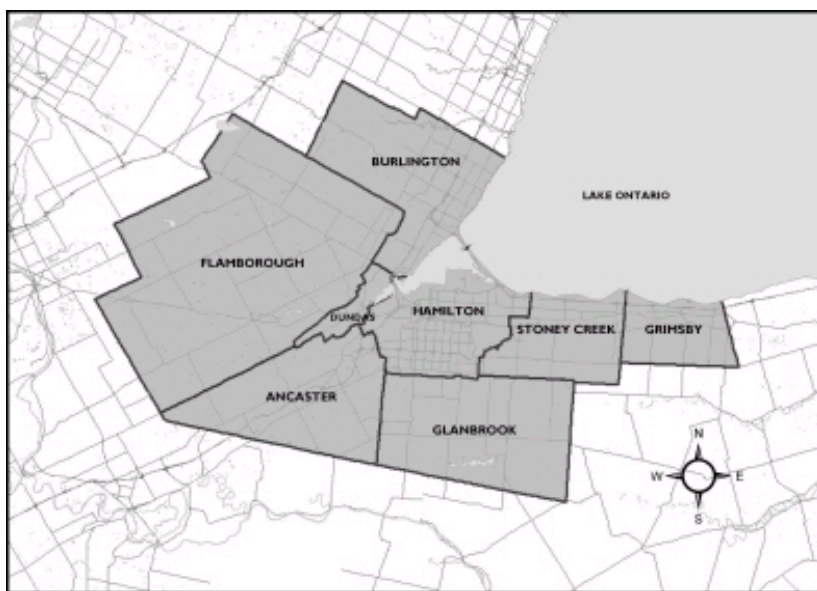 BURLINGTON
LAKE ONTARIO
FLAMBOROUGH
HAMILTON
DUNDAS
STONEY CREEK
GRIMSBY
ANCASTER
GLANBROOK
N
W E
S